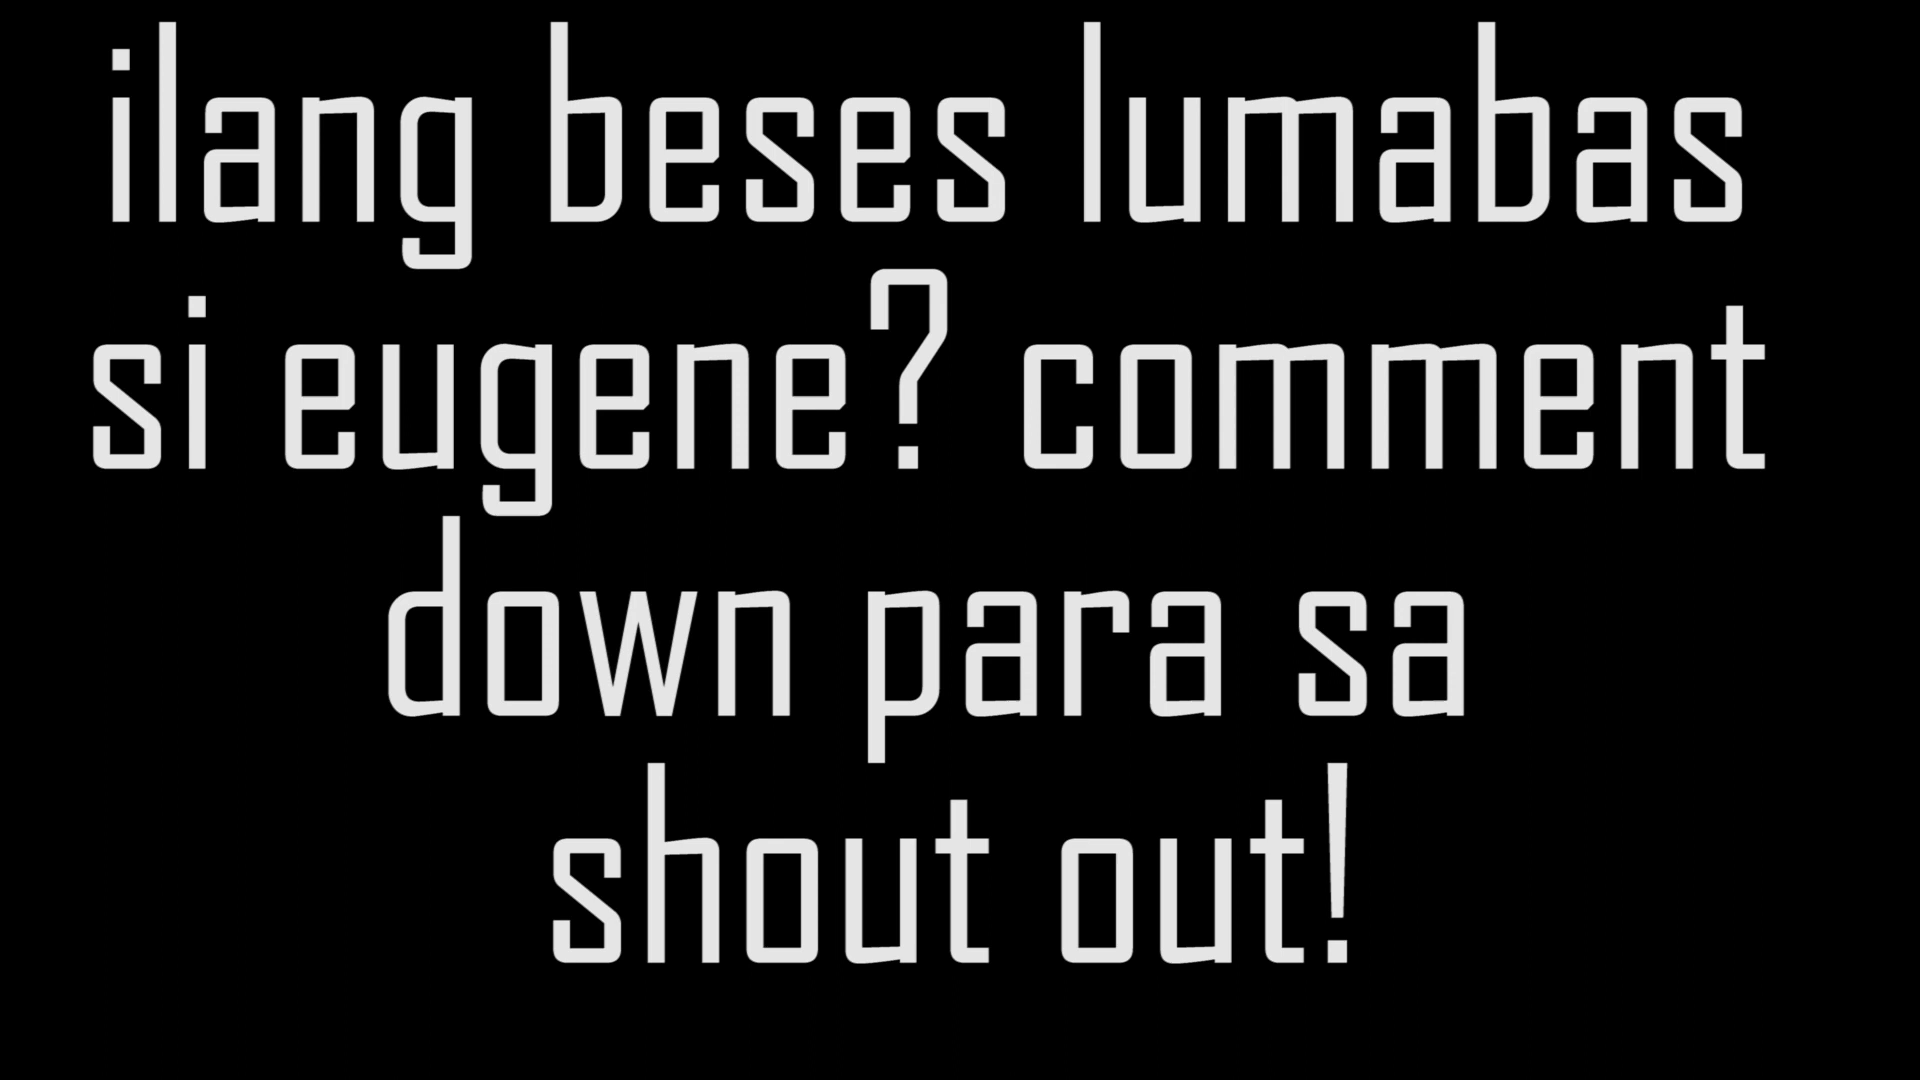 ilang beses lumabas
si eugene? comment
down para sa
shout out!